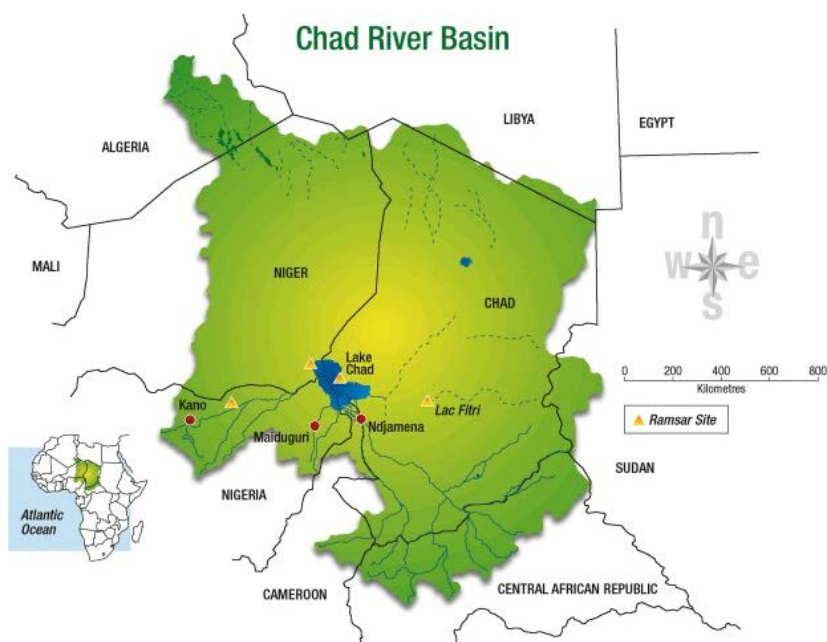 Chad River Basin
LIBYA
EGYPT
ALGERIA
n
w e
s
MALI
NIGER
CHAD
Lake
Chad
0 200 400 600 800
Kilometres
Kano
Lac Fitri
Ramsar Site
Maiduguri
Ndjamena
SUDAN
NIGERIA
Atlantic
Ocean
CAMEROON
CENTRAL AFRICAN REPUBLIC